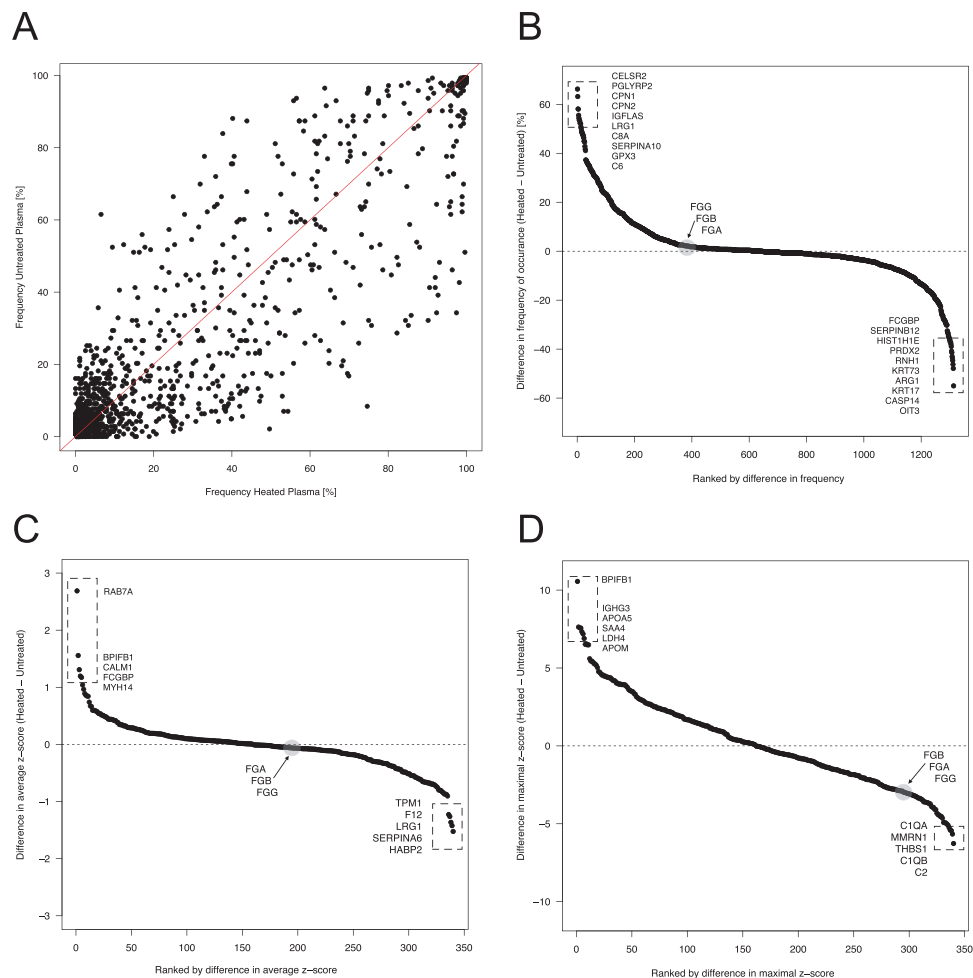 A
Frequency Untreated Plasma [%]
100
80
60
40
20
0
0 20 40 60 80 100
Frequency Heated Plasma [%]
B
Difference in frequency of occurance (Heated − Untreated) [%]
60
40
20
0
−20
−40
−60
CELSR2
PGLYRP2
CPN1
CPN2
IGFLAS
LRG1
C8A
SERPINA10
GPX3
C6
FGG
FGB
FGA
FCGBP
SERPINB12
HIST1H1E
PRDX2
RNH1
KRT73
ARG1
KRT17
CASP14
OIT3
0 200 400 600 800 1000 1200
Ranked by difference in frequency
C
Difference in average z−score (Heated − Untreated)
3
2
1
0
−1
−2
−3
RAB7A
BPIFB1
CALM1
FCGBP
MYH14
FGA
FGB
FGG
TPM1
F12
LRG1
SERPINA6
HABP2
0 50 100 150 200 250 300 350
Ranked by difference in average z−score
D
Difference in maximal z−score (Heated − Untreated)
10
5
0
−5
−10
BPIFB1
IGHG3
APOA5
SAA4
LDH4
APOM
FGB
FGA
FGG
C1QA
MMRN1
THBS1
C1QB
C2
0 50 100 150 200 250 300 350
Ranked by difference in maximal z−score